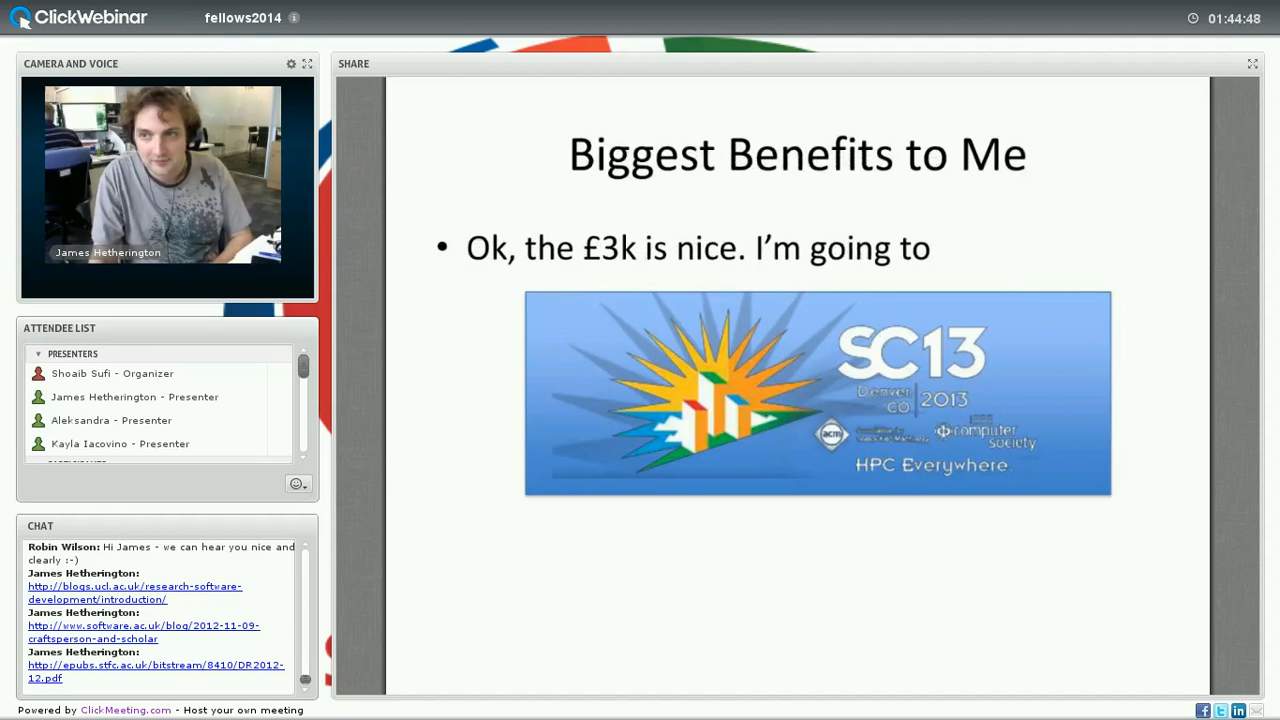 ClickWebinar
fellows2014
01:44:48
CAMERA AND VOICE
James Hetherington
ATTENDEE LIST
PRESENTERS
Shoaib Sufi - Organizer
James Hetherington - Presenter
Aleksandra - Presenter
Kayla Iacovino - Presenter
CHAT
Robin Wilson: Hi James - we can hear you nice and
clearly :-)
James Hetherington:
http://blogs.ucl.ac.uk/research-software-
development/introduction/
James Hetherington:
http://www.software.ac.uk/blog/2012-11-09-
craftsperson-and-scholar
James Hetherington:
http://epubs.stfc.ac.uk/bitstream/8410/DR2012-
12.pdf
Powered by ClickMeeting.com - Host your own meeting
SHARE
Biggest Benefits to Me
• Ok, the £3k is nice. I’m going to
SC13
Denver
CO 2013
acm
computer
society
HPC Everywhere.